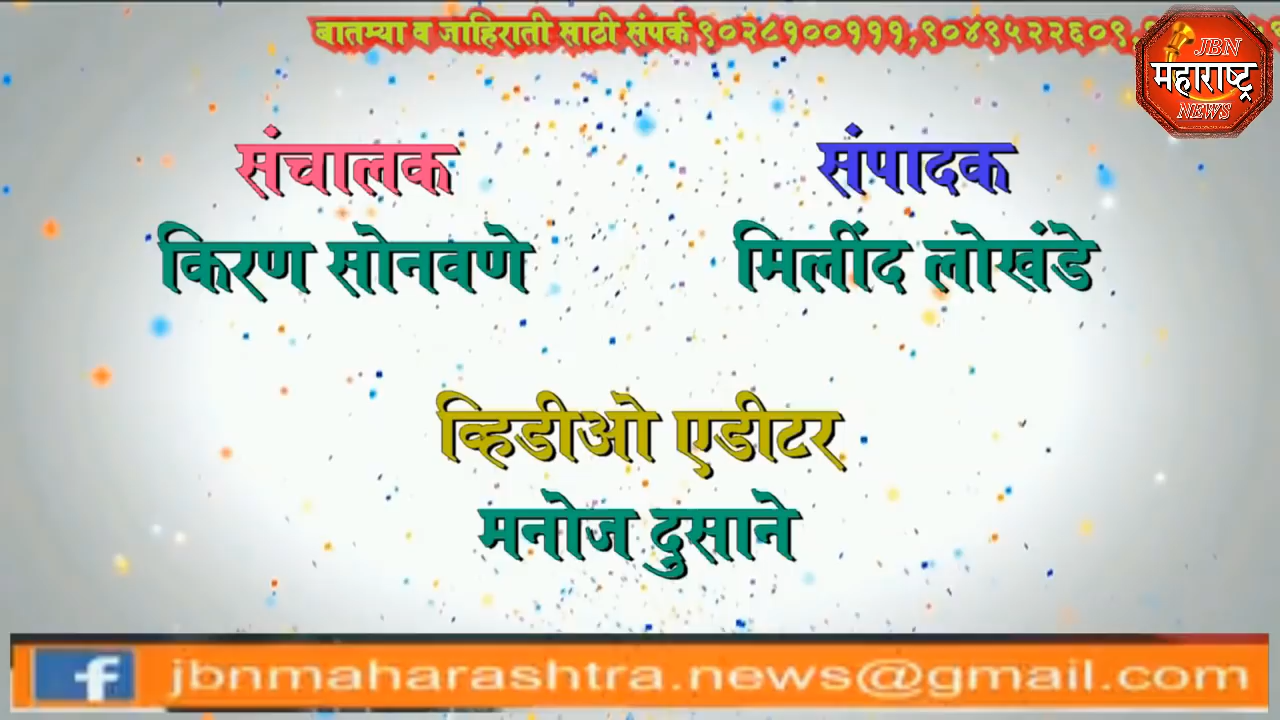 बातम्या व जाहिराती साठी संपर्क ९०२८१००१११,९०४९५२२६०९,
JBN
महाराष्ट्र
NEWS
संचालक
संपादक
किरण सोनवणे
मिलींद लोखंडे
व्हिडीओ एडीटर
मनोज दुसाने
f jbnmaharashtra.news@gmail.com